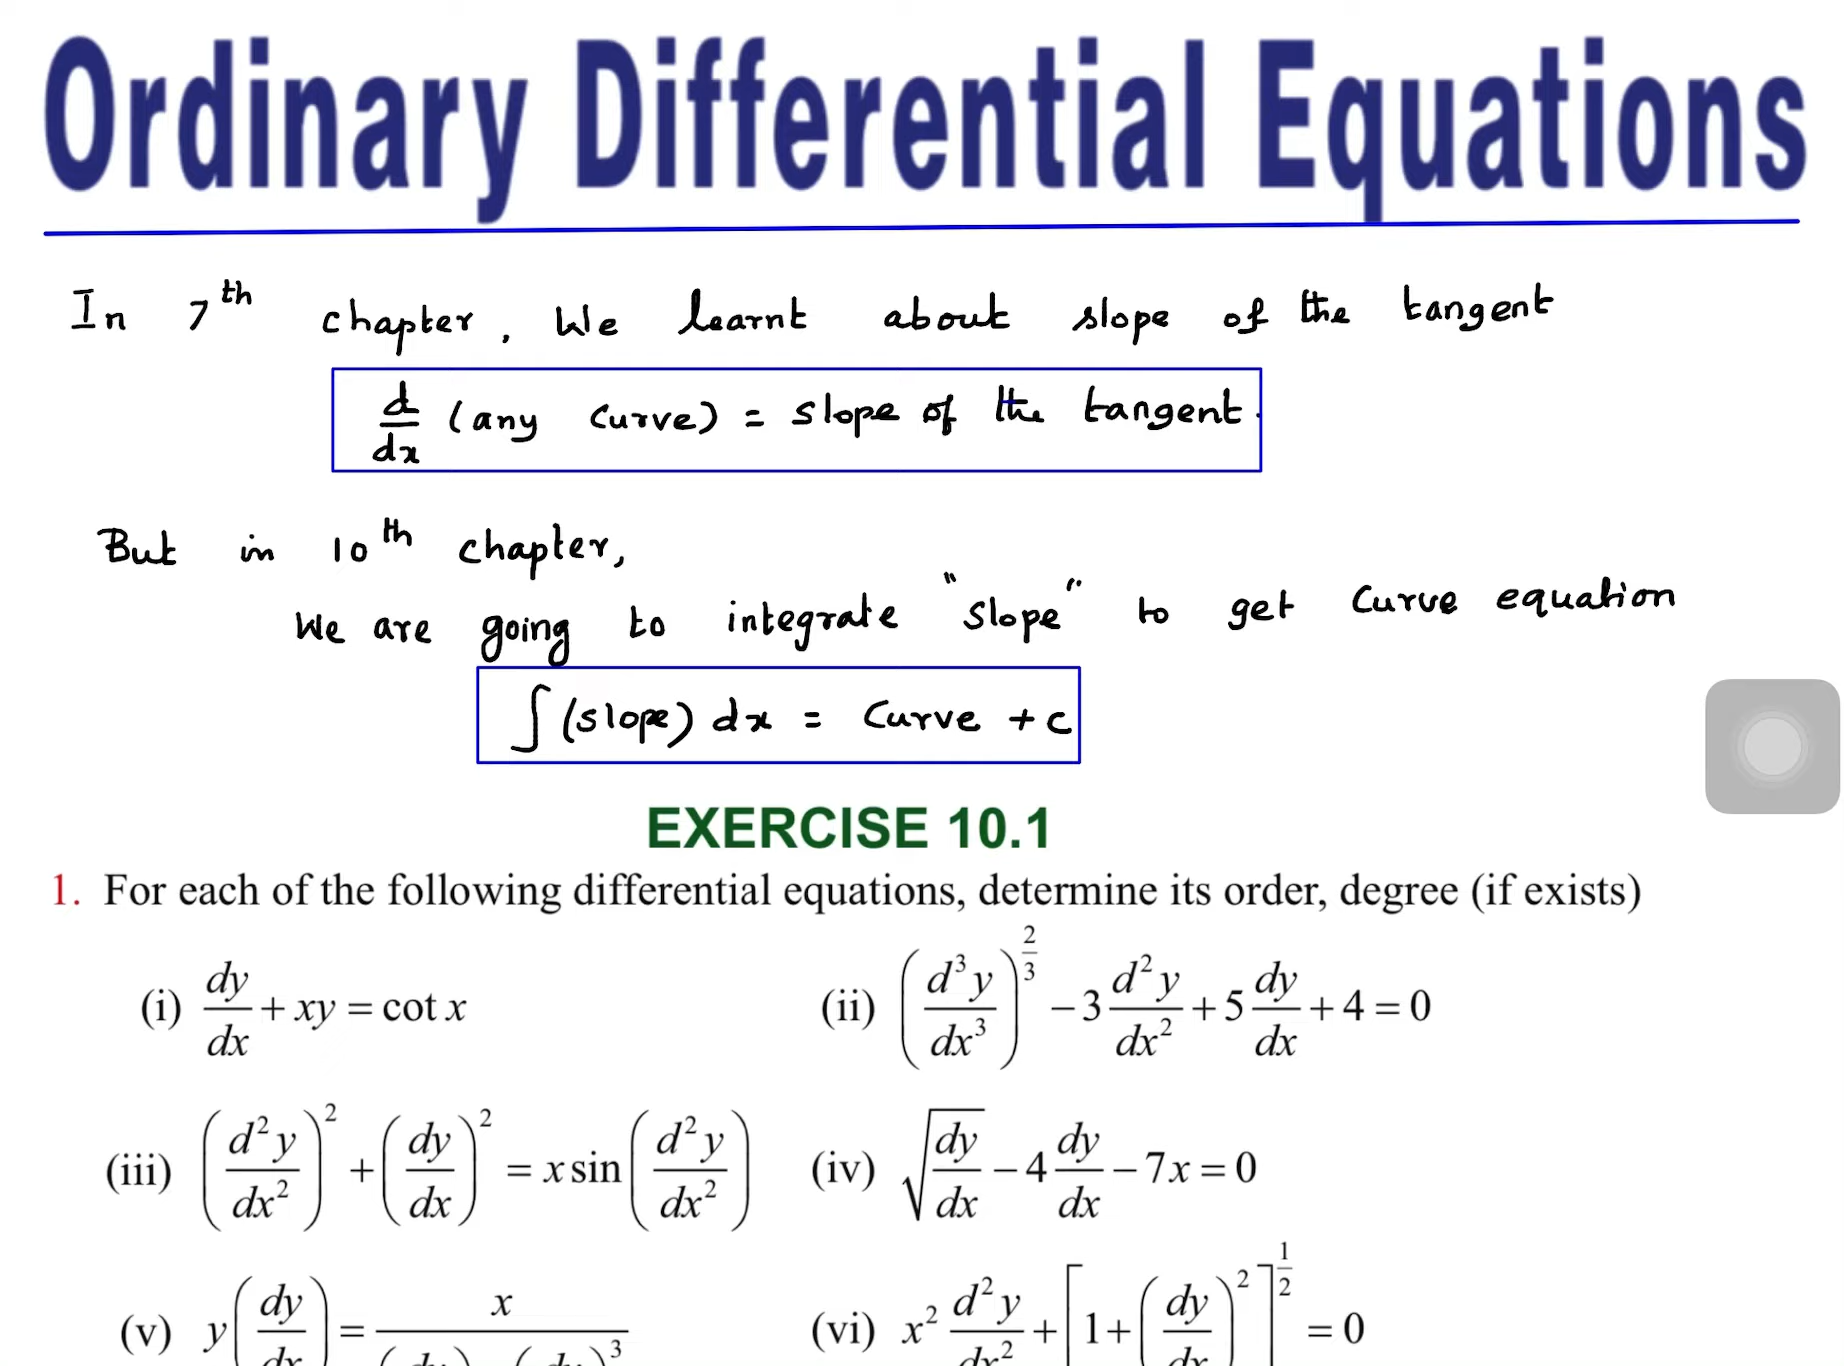 Ordinary Differential Equations
In 7th chapter, We learnt about slope of the tangent
d/dx (any curve) = slope of the tangent.
But in 10th chapter,
We are going to integrate "slope" to get Curve equation
∫(slope) dx = Curve + c
EXERCISE 10.1
1. For each of the following differential equations, determine its order, degree (if exists)
(i) dy/dx + xy = cot x (ii) (d³y/dx³)^(2/3) − 3 d²y/dx² + 5 dy/dx + 4 = 0
(iii) (d²y/dx²)² + (dy/dx)² = x sin(d²y/dx²) (iv) √(dy/dx) − 4 dy/dx − 7x = 0
(v) y(dy/dx) = x / ( ) ( )³ (vi) x² d²y/dx² + [1 + (dy/dx)²]^(1/2) = 0